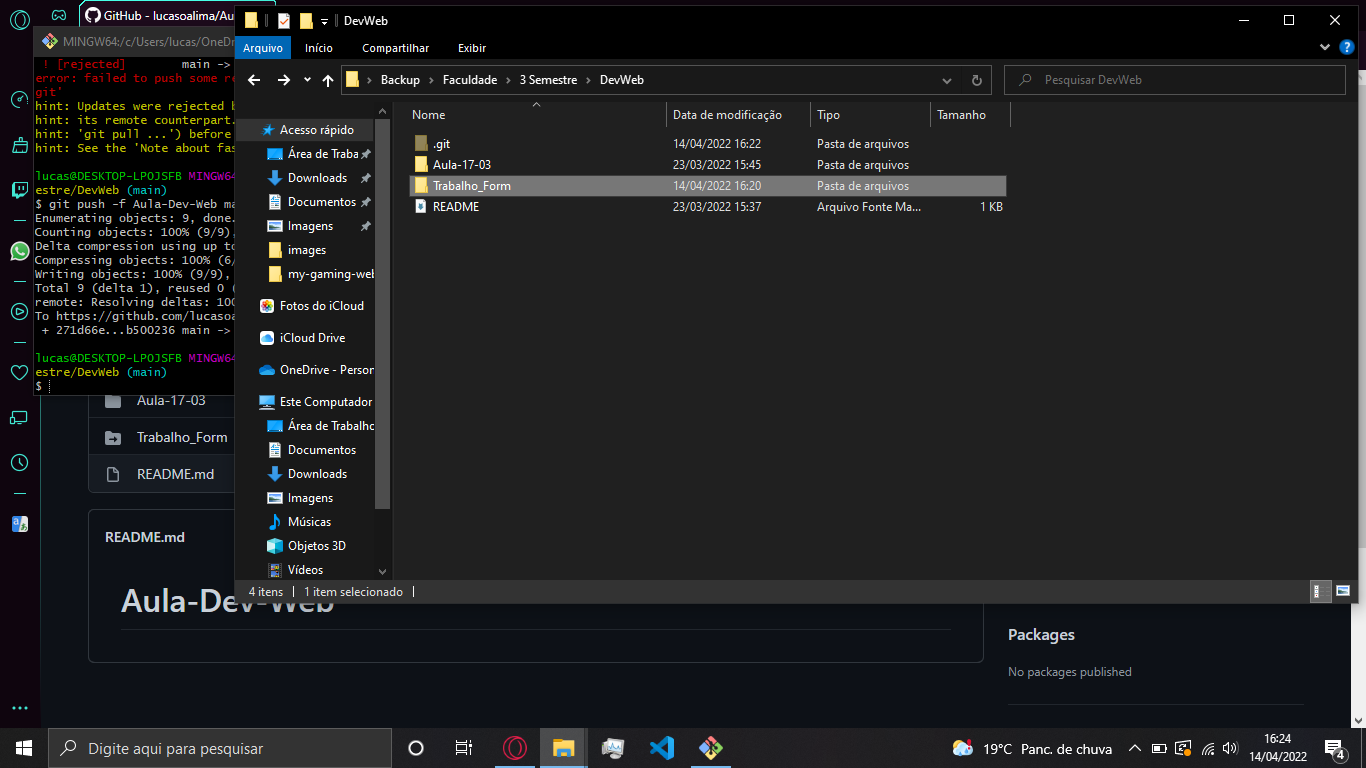 GitHub - lucasoalima/Au
DevWeb
MINGW64:/c/Users/lucas/OneDr
! [rejected] main ->
error: failed to push some re
git'
hint: Updates were rejected b
hint: its remote counterpart.
hint: 'git pull ...') before
hint: See the 'Note about fas
lucas@DESKTOP-LPOJSFB MINGW64
estre/DevWeb (main)
$ git push -f Aula-Dev-Web ma
Enumerating objects: 9, done.
Counting objects: 100% (9/9),
Delta compression using up to
Compressing objects: 100% (6/
Writing objects: 100% (9/9),
Total 9 (delta 1), reused 0 (
remote: Resolving deltas: 100
To https://github.com/lucasoa
+ 271d66e...b500236 main ->
lucas@DESKTOP-LPOJSFB MINGW64
estre/DevWeb (main)
$
Arquivo Início Compartilhar Exibir
Backup Faculdade 3 Semestre DevWeb
Pesquisar DevWeb
Acesso rápido
Área de Traba
Downloads
Documentos
Imagens
images
my-gaming-web
Fotos do iCloud
iCloud Drive
OneDrive - Person
Este Computador
Área de Trabalho
Documentos
Downloads
Imagens
Músicas
Objetos 3D
Vídeos
Nome Data de modificação Tipo Tamanho
.git 14/04/2022 16:22 Pasta de arquivos
Aula-17-03 23/03/2022 15:45 Pasta de arquivos
Trabalho_Form 14/04/2022 16:20 Pasta de arquivos
README 23/03/2022 15:37 Arquivo Fonte Ma... 1 KB
4 itens 1 item selecionado
Aula-17-03
Trabalho_Form
README.md
README.md
Aula-Dev-Web
Packages
No packages published
Digite aqui para pesquisar
19°C Panc. de chuva
16:24
14/04/2022
4